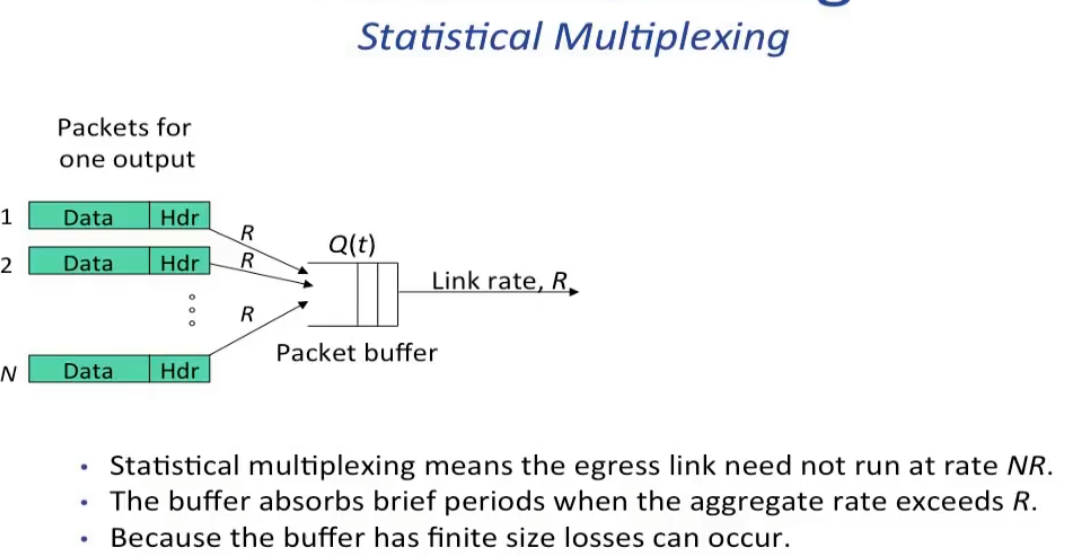 Statistical Multiplexing
Packets for
one output
1 Data Hdr
R
Q(t)
2 Data Hdr
R
Link rate, R
R
Packet buffer
N Data Hdr
• Statistical multiplexing means the egress link need not run at rate NR.
• The buffer absorbs brief periods when the aggregate rate exceeds R.
• Because the buffer has finite size losses can occur.